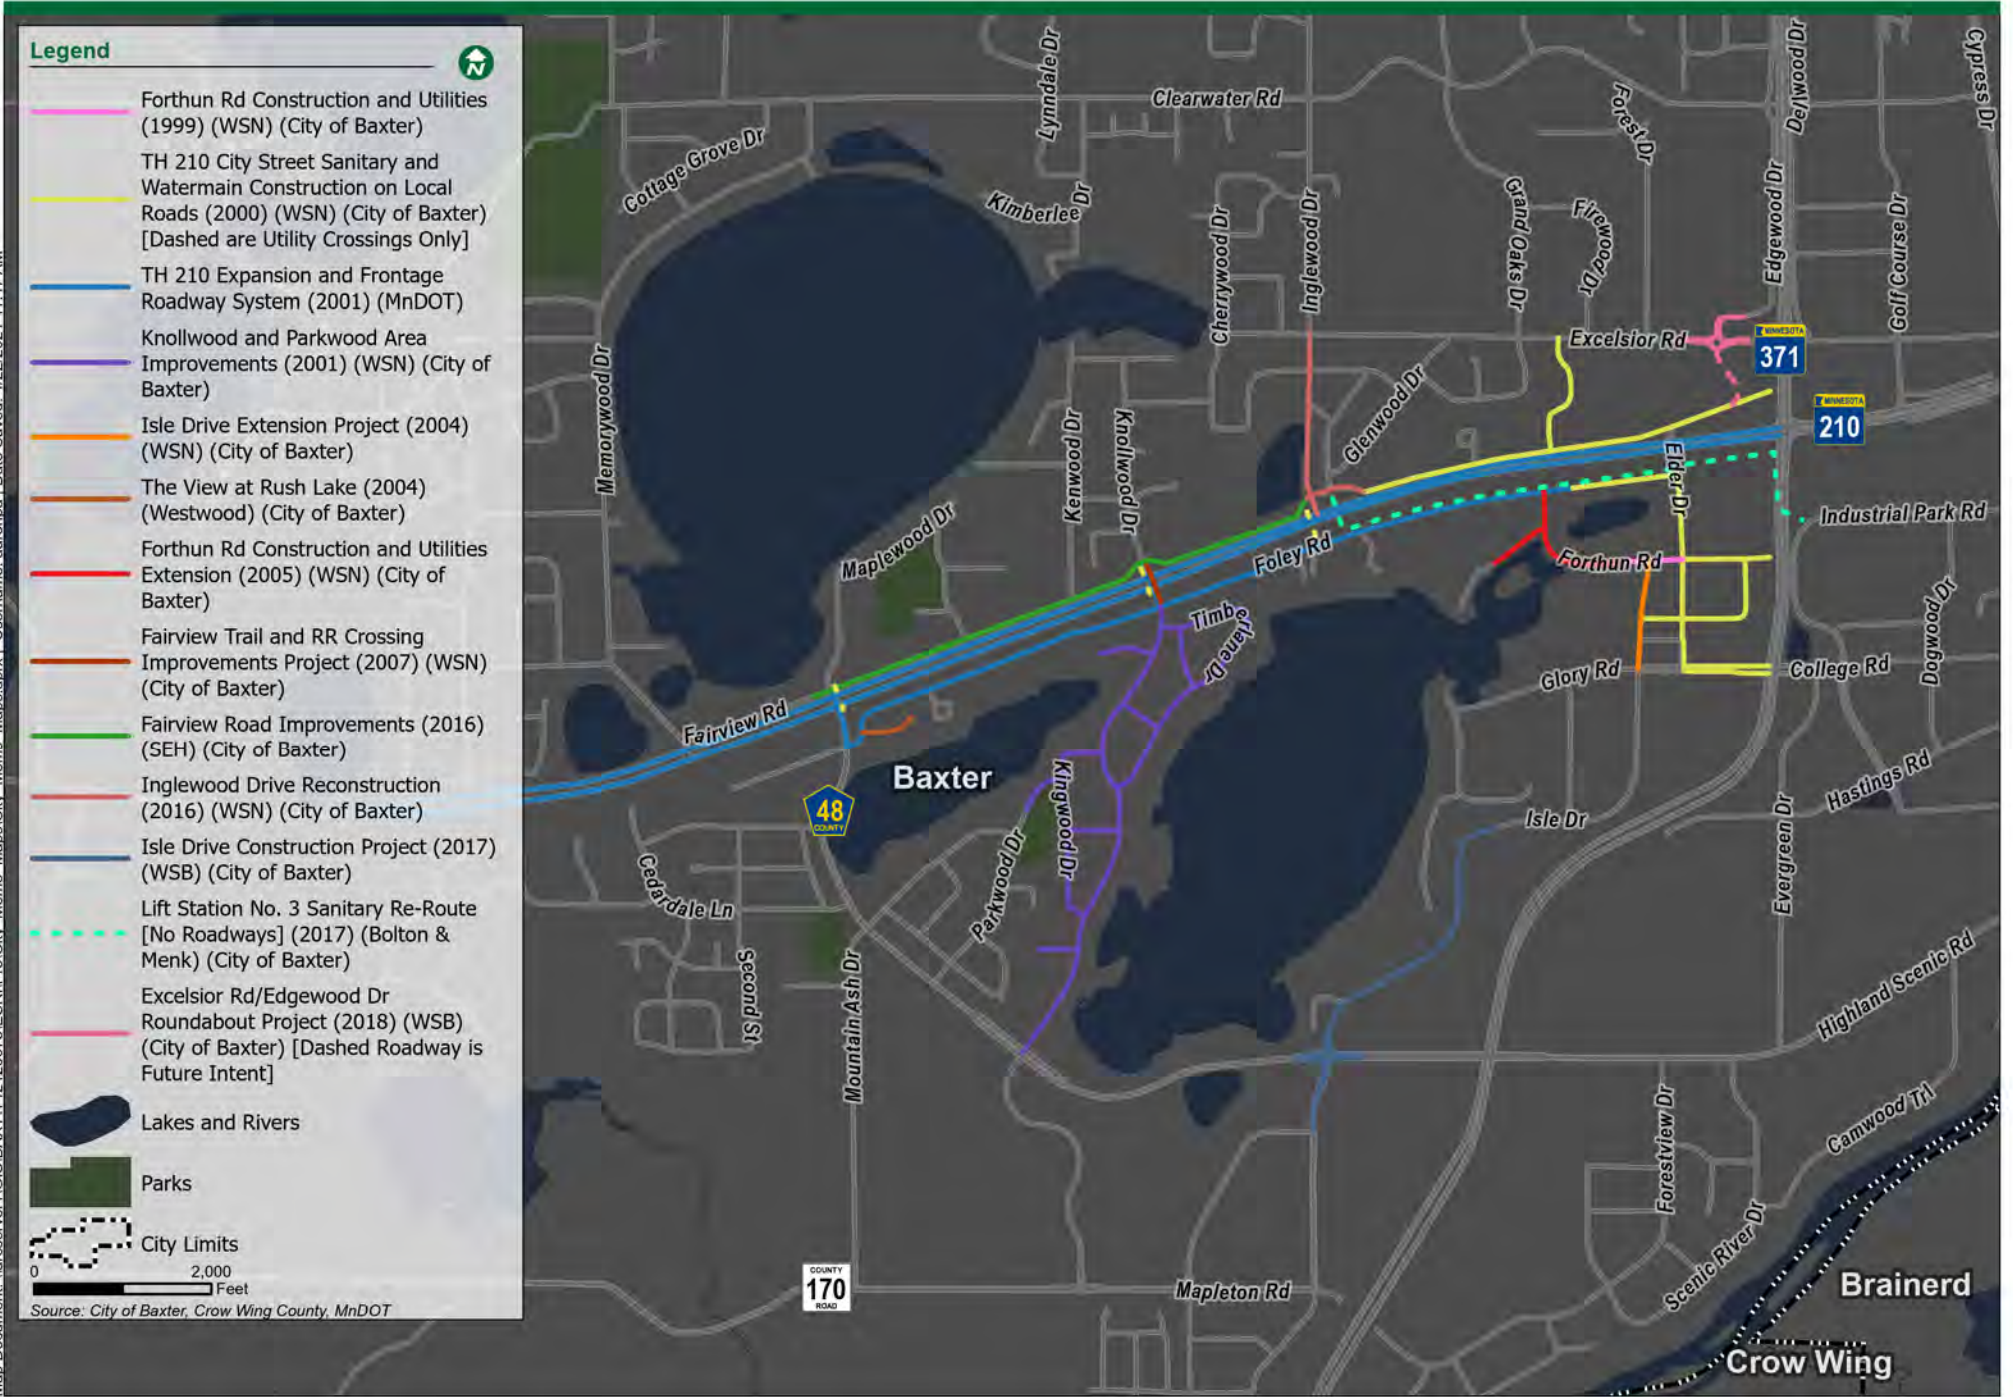 Legend
N
Forthun Rd Construction and Utilities
(1999) (WSN) (City of Baxter)
TH 210 City Street Sanitary and
Watermain Construction on Local
Roads (2000) (WSN) (City of Baxter)
[Dashed are Utility Crossings Only]
TH 210 Expansion and Frontage
Roadway System (2001) (MnDOT)
Knollwood and Parkwood Area
Improvements (2001) (WSN) (City of
Baxter)
Isle Drive Extension Project (2004)
(WSN) (City of Baxter)
The View at Rush Lake (2004)
(Westwood) (City of Baxter)
Forthun Rd Construction and Utilities
Extension (2005) (WSN) (City of
Baxter)
Fairview Trail and RR Crossing
Improvements Project (2007) (WSN)
(City of Baxter)
Fairview Road Improvements (2016)
(SEH) (City of Baxter)
Inglewood Drive Reconstruction
(2016) (WSN) (City of Baxter)
Isle Drive Construction Project (2017)
(WSB) (City of Baxter)
Lift Station No. 3 Sanitary Re-Route
[No Roadways] (2017) (Bolton &
Menk) (City of Baxter)
Excelsior Rd/Edgewood Dr
Roundabout Project (2018) (WSB)
(City of Baxter) [Dashed Roadway is
Future Intent]
Lakes and Rivers
Parks
City Limits
0 2,000
Feet
Source: City of Baxter, Crow Wing County, MnDOT
Lynndale Dr
Clearwater Rd
Dellwood Dr
Cypress Dr
Forest Dr
Cottage Grove Dr
Kimberlee Dr
Cherrywood Dr
Inglewood Dr
Grand Oaks Dr
Firewood Dr
Edgewood Dr
Golf Course Dr
Excelsior Rd
MINNESOTA
371
MINNESOTA
210
Memorywood Dr
Kenwood Dr
Knollwood Dr
Glenwood Dr
Elder Dr
Industrial Park Rd
Maplewood Dr
Foley Rd
Forthun Rd
Timberlane Dr
Dogwood Dr
Glory Rd
College Rd
Fairview Rd
Baxter
48
COUNTY
Kingwood Dr
Parkwood Dr
Isle Dr
Hastings Rd
Evergreen Dr
Cedardale Ln
Second St
Mountain Ash Dr
Highland Scenic Rd
Forestview Dr
Camwood Trl
Scenic River Dr
COUNTY
170
ROAD
Mapleton Rd
Brainerd
Crow Wing